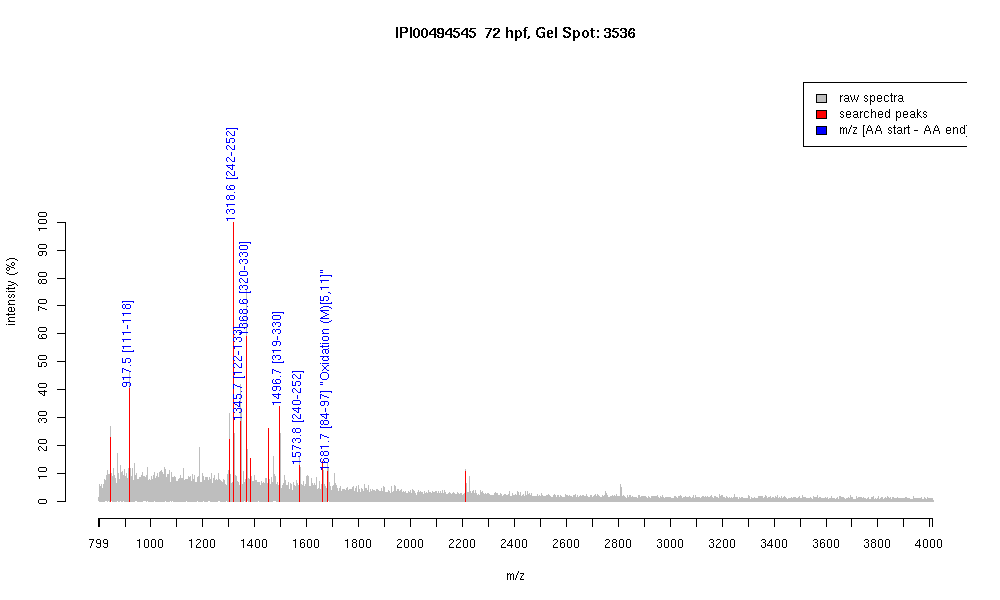 IPI00494545 72 hpf, Gel Spot: 3536
raw spectra
searched peaks
m/z [AA start - AA end]
intensity (%)
100
90
80
70
60
50
40
30
20
10
0
917.5 [111-118]
1318.6 [242-252]
1345.7 [122-133]
1368.6 [320-330]
1496.7 [319-330]
1573.8 [240-252]
1681.7 [84-97] "Oxidation (M)[5,11]"
799 1000 1200 1400 1600 1800 2000 2200 2400 2600 2800 3000 3200 3400 3600 3800 4000
m/z